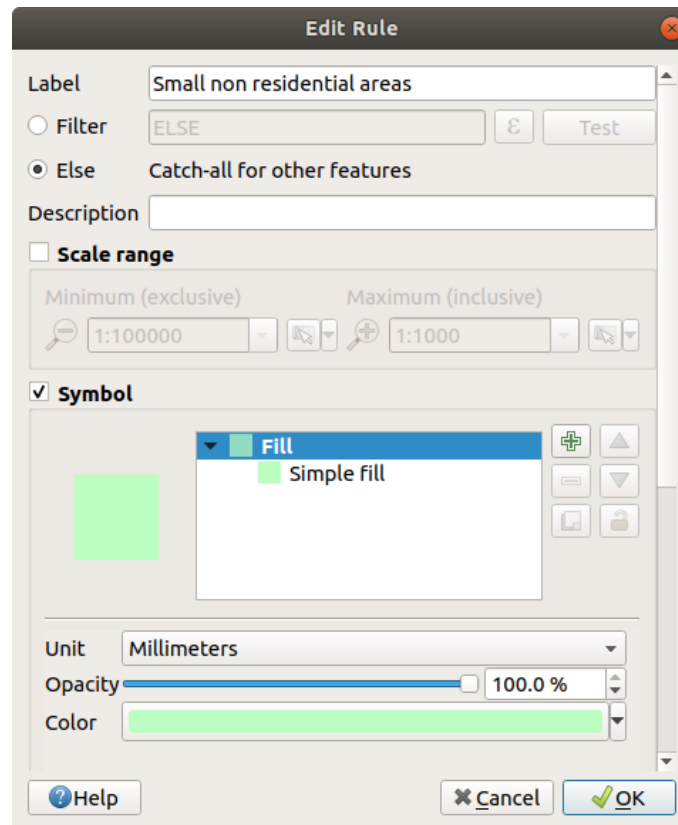 Edit Rule
Label Small non residential areas
Filter ELSE ε Test
Else Catch-all for other features
Description
Scale range
Minimum (exclusive) Maximum (inclusive)
1:100000 1:1000
Symbol
Fill
Simple fill
Unit Millimeters
Opacity 100.0 %
Color
Help Cancel OK